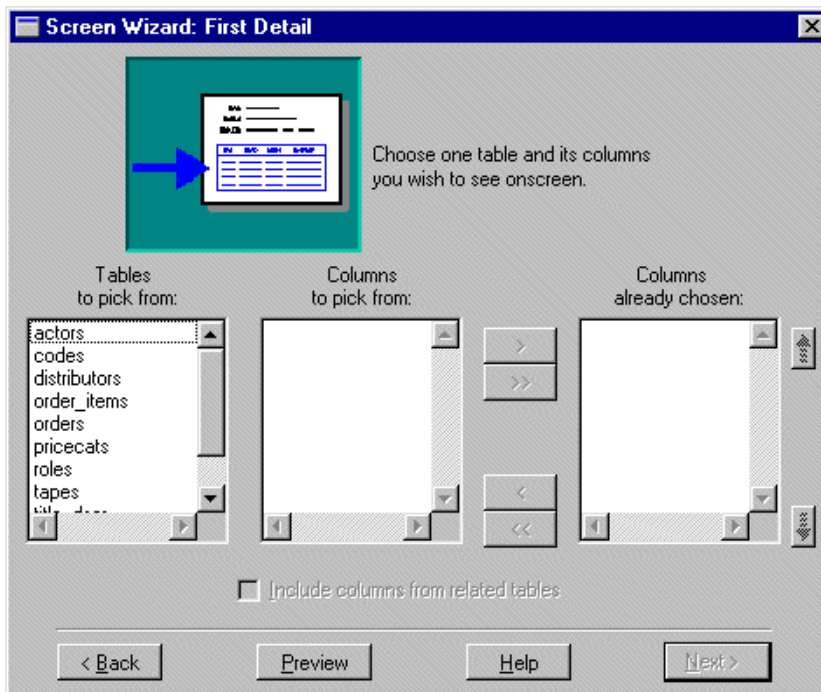 Screen Wizard: First Detail
Choose one table and its columns
you wish to see onscreen.
Tables
to pick from:
Columns
to pick from:
Columns
already chosen:
actors
codes
distributors
order_items
orders
pricecats
roles
tapes
>
>>
<
<<
Include columns from related tables
< Back
Preview
Help
Next >